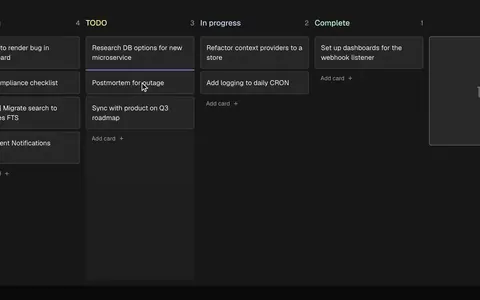 4
to render bug in
ard
mpliance checklist
] Migrate search to
es FTS
ent Notifications
+
TODO 3
Research DB options for new
microservice
Postmortem for outage
Sync with product on Q3
roadmap
Add card +
In progress 2
Refactor context providers to a
store
Add logging to daily CRON
Add card +
Complete 1
Set up dashboards for the
webhook listener
Add card +